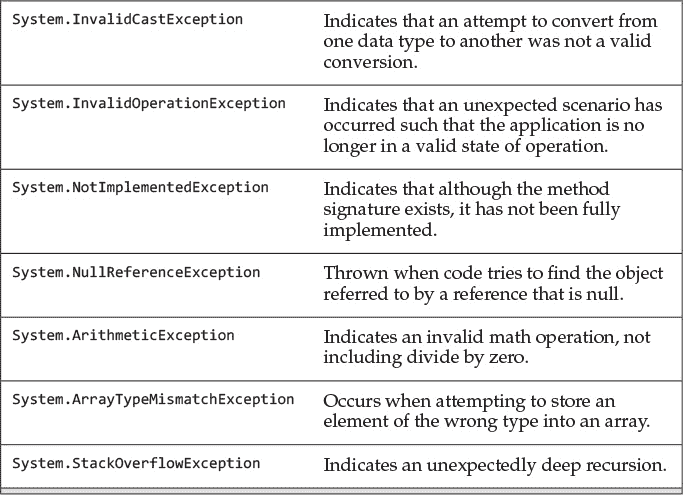 System.InvalidCastException
Indicates that an attempt to convert from
one data type to another was not a valid
conversion.
System.InvalidOperationException
Indicates that an unexpected scenario has
occurred such that the application is no
longer in a valid state of operation.
System.NotImplementedException
Indicates that although the method
signature exists, it has not been fully
implemented.
System.NullReferenceException
Thrown when code tries to find the object
referred to by a reference that is null.
System.ArithmeticException
Indicates an invalid math operation, not
including divide by zero.
System.ArrayTypeMismatchException
Occurs when attempting to store an
element of the wrong type into an array.
System.StackOverflowException
Indicates an unexpectedly deep recursion.